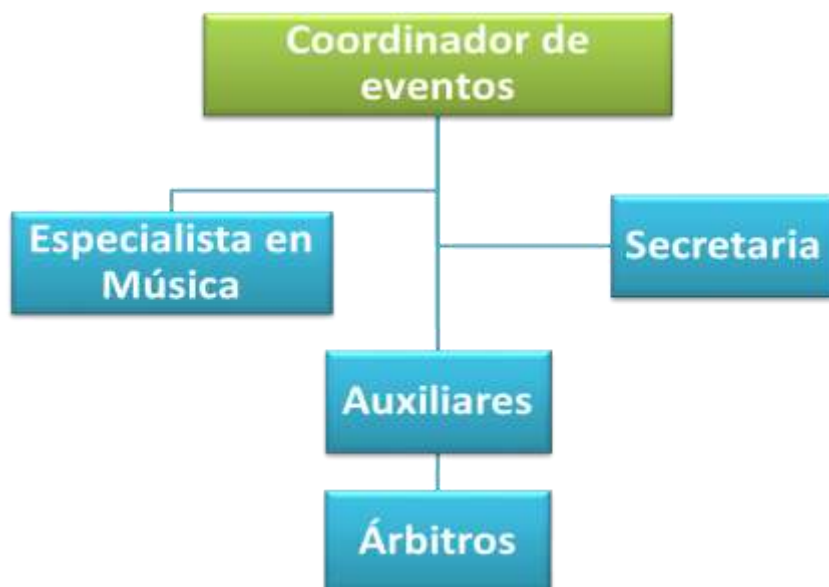 Coordinador de
eventos
Especialista en
Música
Secretaria
Auxiliares
Árbitros